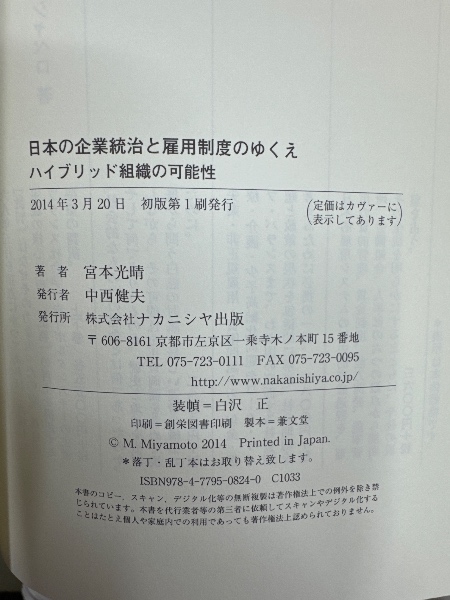 日本の企業統治と雇用制度のゆくえ
ハイブリッド組織の可能性
2014年3月20日　初版第1刷発行
(定価はカヴァーに
表示してあります)
著　者　宮本光晴
発行者　中西健夫
発行所　株式会社ナカニシヤ出版
〒606-8161 京都市左京区一乗寺木ノ本町15番地
TEL 075-723-0111　FAX 075-723-0095
http://www.nakanishiya.co.jp/
装幀＝白沢　正
印刷＝創栄図書印刷　製本＝兼文堂
© M. Miyamoto 2014　Printed in Japan.
＊落丁・乱丁本はお取り替え致します。
ISBN978-4-7795-0824-0　C1033
本書のコピー、スキャン、デジタル化等の無断複製は著作権法上での例外を除き禁
じられています。本書を代行業者等の第三者に依頼してスキャンやデジタル化する
ことはたとえ個人や家庭内での利用であっても著作権法上認められておりません。